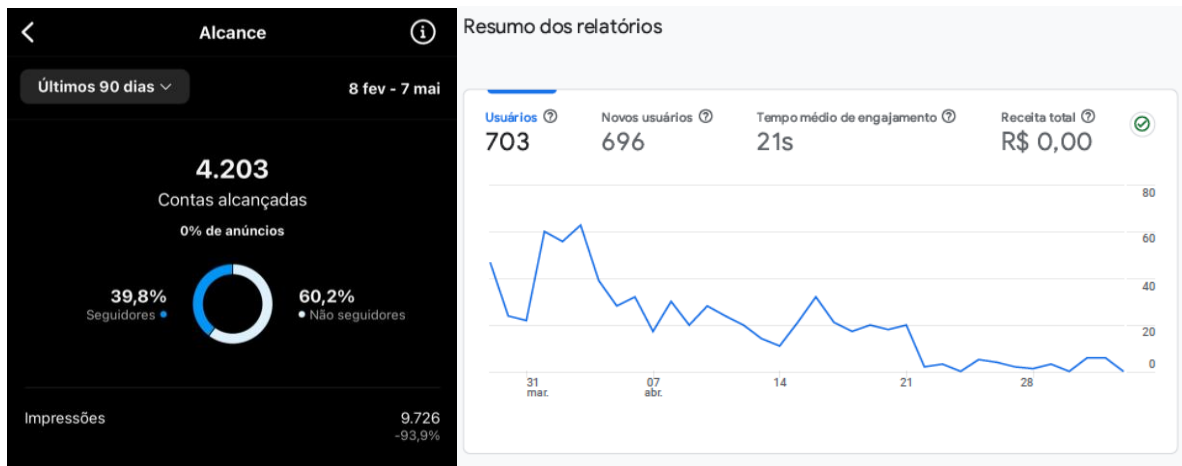 Alcance
Últimos 90 dias
8 fev - 7 mai
4.203
Contas alcançadas
0% de anúncios
39,8%
Seguidores
60,2%
Não seguidores
Impressões
9.726
-93,9%
Resumo dos relatórios
Usuários
703
Novos usuários
696
Tempo médio de engajamento
21s
Receita total
R$ 0,00
80
60
40
20
0
31
mar.
07
abr.
14
21
28